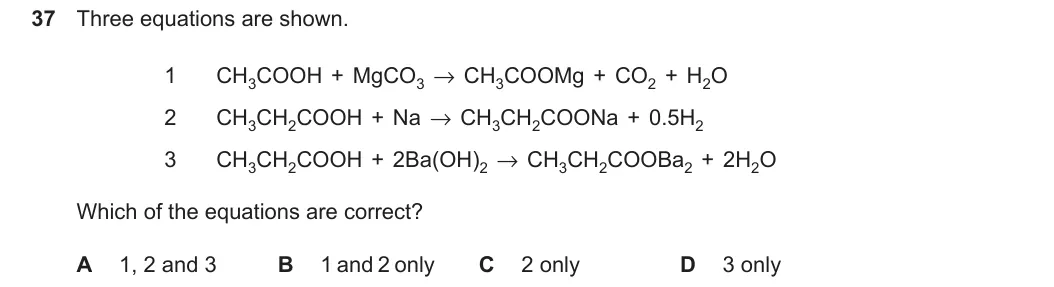 37 Three equations are shown.
1 CH₃COOH + MgCO₃ → CH₃COOMg + CO₂ + H₂O
2 CH₃CH₂COOH + Na → CH₃CH₂COONa + 0.5H₂
3 CH₃CH₂COOH + 2Ba(OH)₂ → CH₃CH₂COOBa₂ + 2H₂O
Which of the equations are correct?
A 1, 2 and 3 B 1 and 2 only C 2 only D 3 only